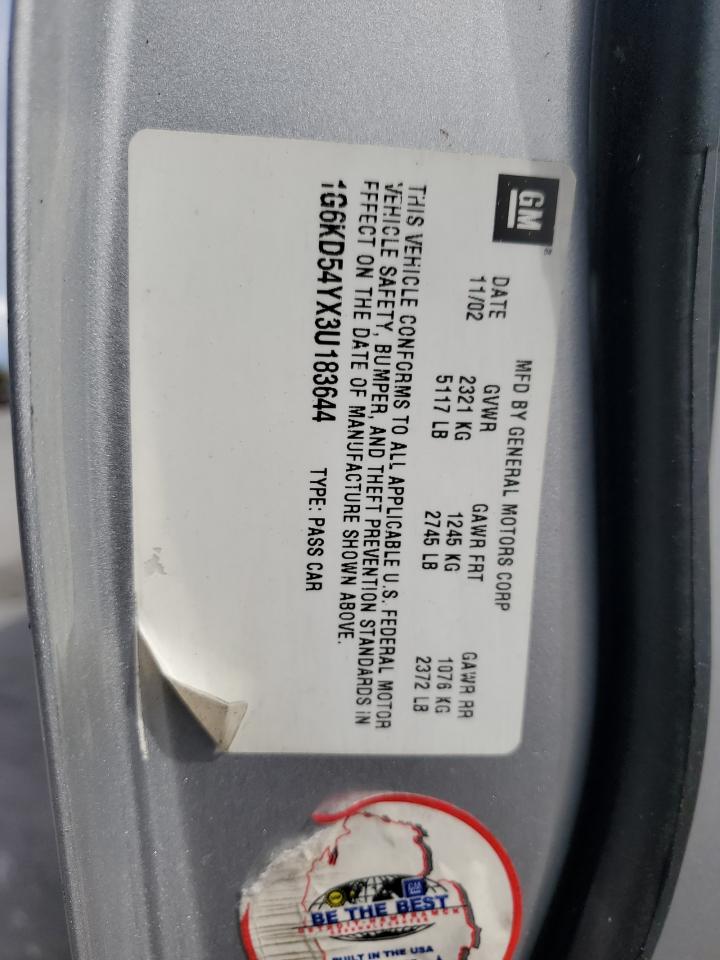 GM
MFD BY GENERAL MOTORS CORP
DATE GVWR GAWR FRT GAWR RR
11/02 2321 KG 1245 KG 1076 KG
5117 LB 2745 LB 2372 LB
THIS VEHICLE CONFORMS TO ALL APPLICABLE U.S. FEDERAL MOTOR
VEHICLE SAFETY, BUMPER, AND THEFT PREVENTION STANDARDS IN
EFFECT ON THE DATE OF MANUFACTURE SHOWN ABOVE.
1G6KD54YX3U183644 TYPE: PASS CAR
GM
BE THE BEST
DETROIT-HAMTRAMCK
BUILT IN THE USA